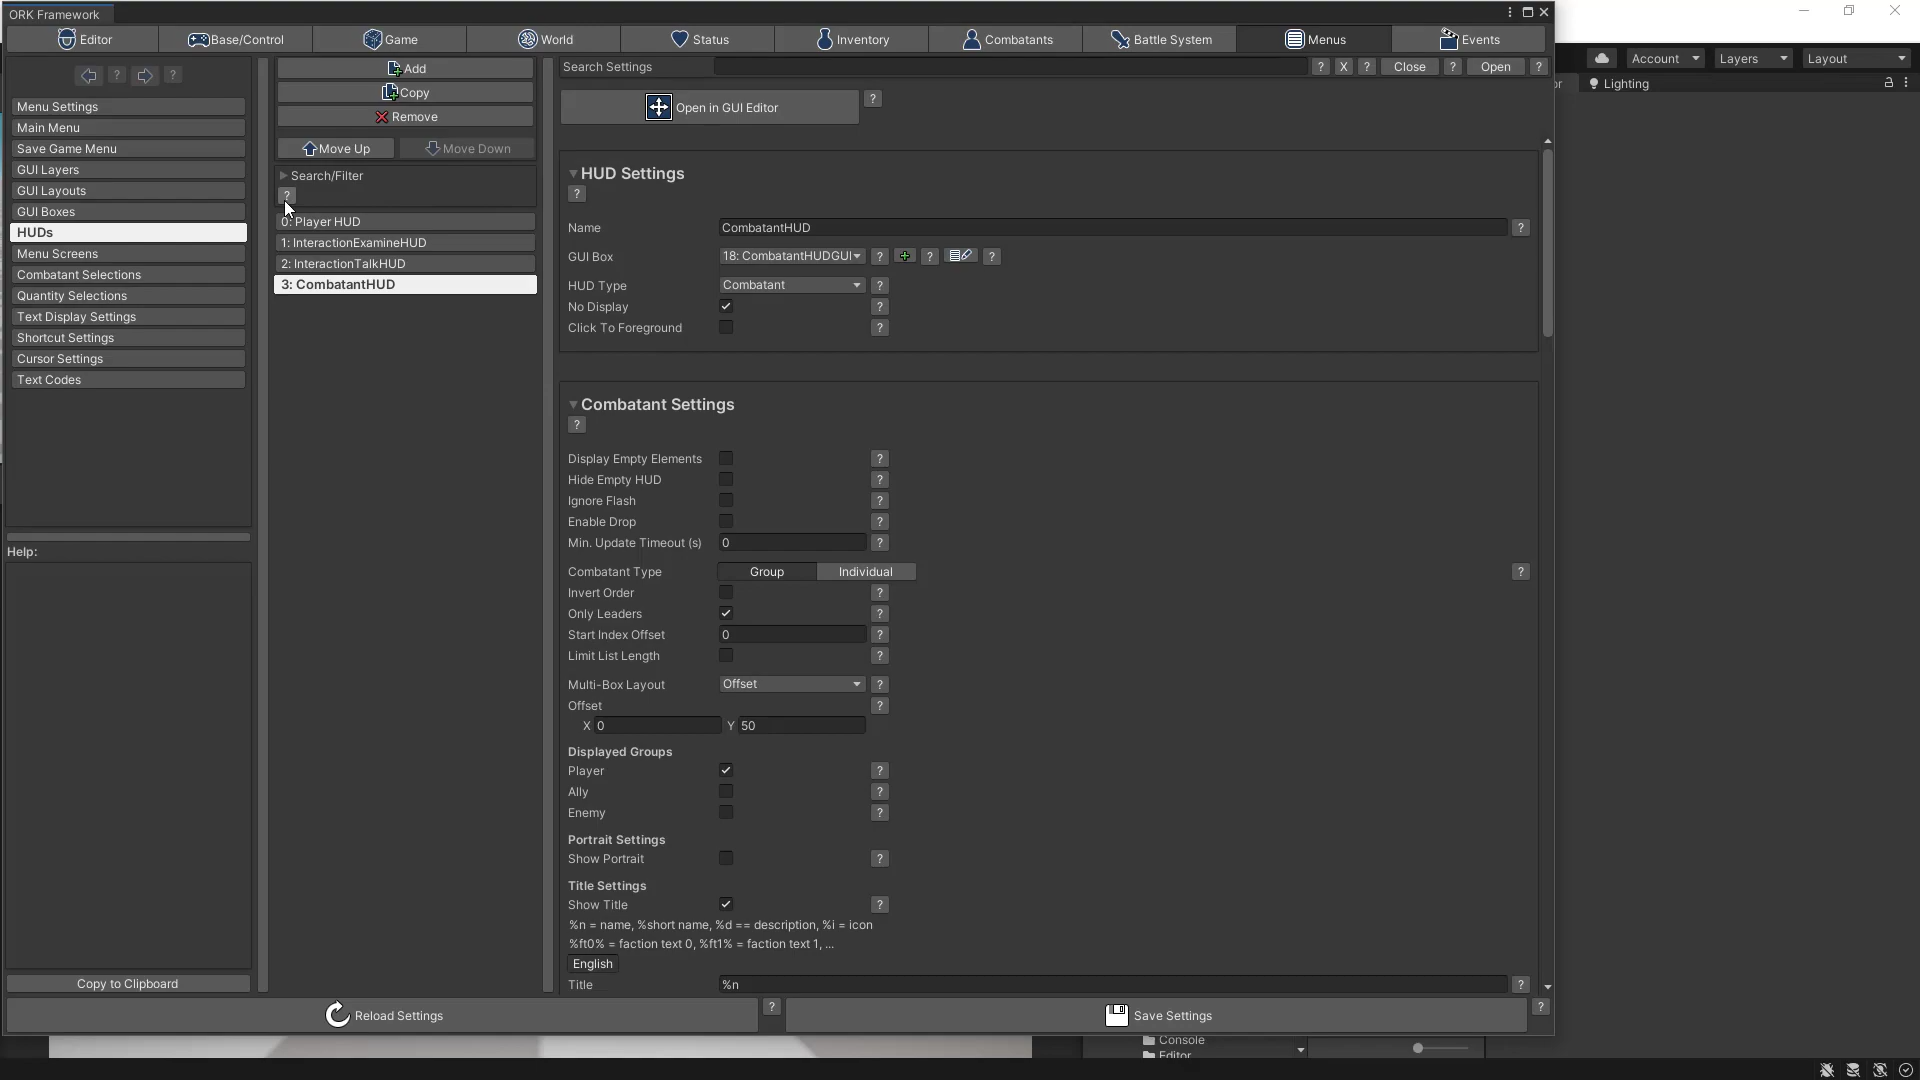 ORK Framework
Editor
Base/Control
Game
World
Status
Inventory
Combatants
Battle System
Menus
Events
Account
Layers
Layout
Lighting
?
?
Menu Settings
Main Menu
Save Game Menu
GUI Layers
GUI Layouts
GUI Boxes
HUDs
Menu Screens
Combatant Selections
Quantity Selections
Text Display Settings
Shortcut Settings
Cursor Settings
Text Codes
Help:
Copy to Clipboard
Add
Copy
Remove
Move Up
Move Down
Search/Filter
?
0: Player HUD
1: InteractionExamineHUD
2: InteractionTalkHUD
3: CombatantHUD
Search Settings ? X ? Close ? Open ?
Open in GUI Editor ?
HUD Settings
?
Name CombatantHUD ?
GUI Box 18: CombatantHUDGUI ? ? ?
HUD Type Combatant ?
No Display ?
Click To Foreground ?
Combatant Settings
?
Display Empty Elements ?
Hide Empty HUD ?
Ignore Flash ?
Enable Drop ?
Min. Update Timeout (s) 0 ?
Combatant Type Group Individual ?
Invert Order ?
Only Leaders ?
Start Index Offset 0 ?
Limit List Length ?
Multi-Box Layout Offset ?
Offset ?
X 0 Y 50
Displayed Groups
Player ?
Ally ?
Enemy ?
Portrait Settings
Show Portrait ?
Title Settings
Show Title ?
%n = name, %short name, %d == description, %i = icon
%ft0% = faction text 0, %ft1% = faction text 1, ...
English
Title %n ?
Reload Settings ?
Save Settings ?
Console
Editor